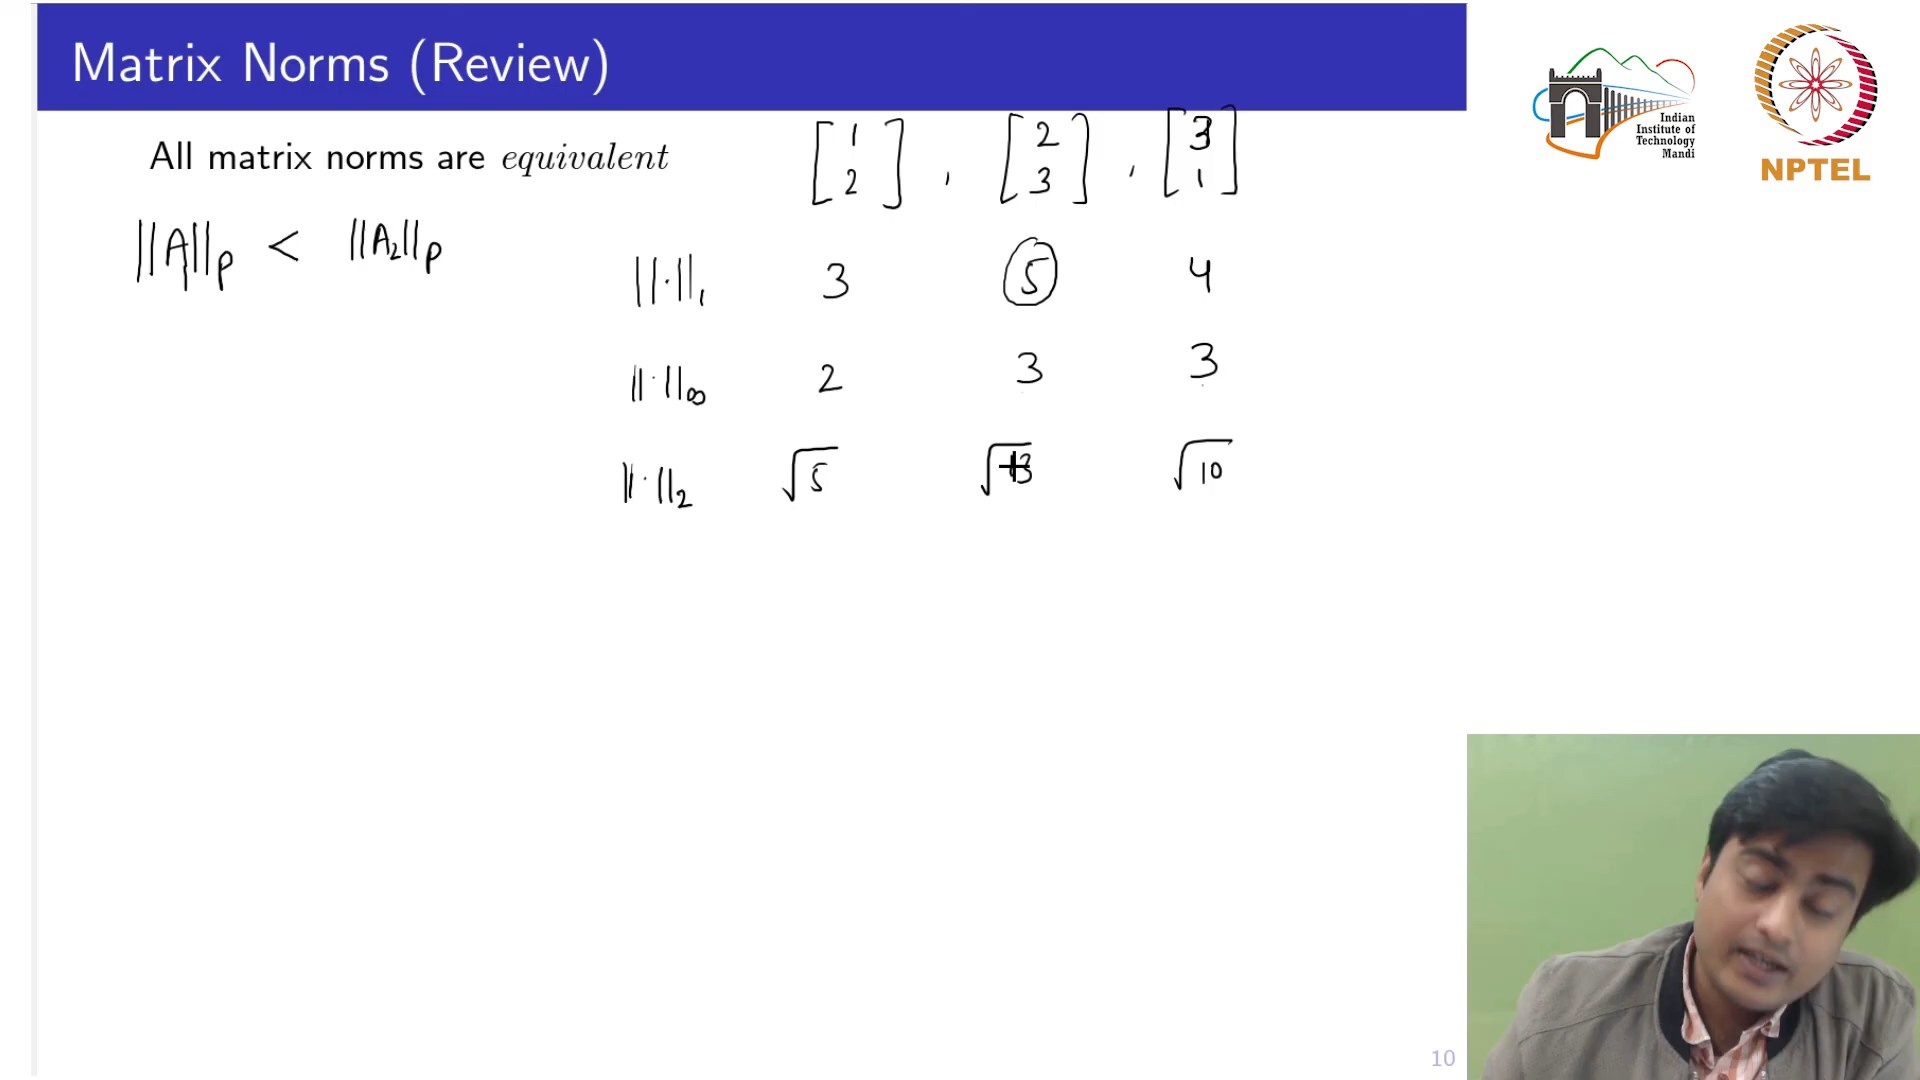 Matrix Norms (Review)
Indian
Institute of
Technology
Mandi
NPTEL
All matrix norms are equivalent
[1 2] , [2 3] , [3 1]
||A₁||p < ||A₂||p
||·||₁ 3 5 4
||·||∞ 2 3 3
||·||₂ √5 √13 √10
10